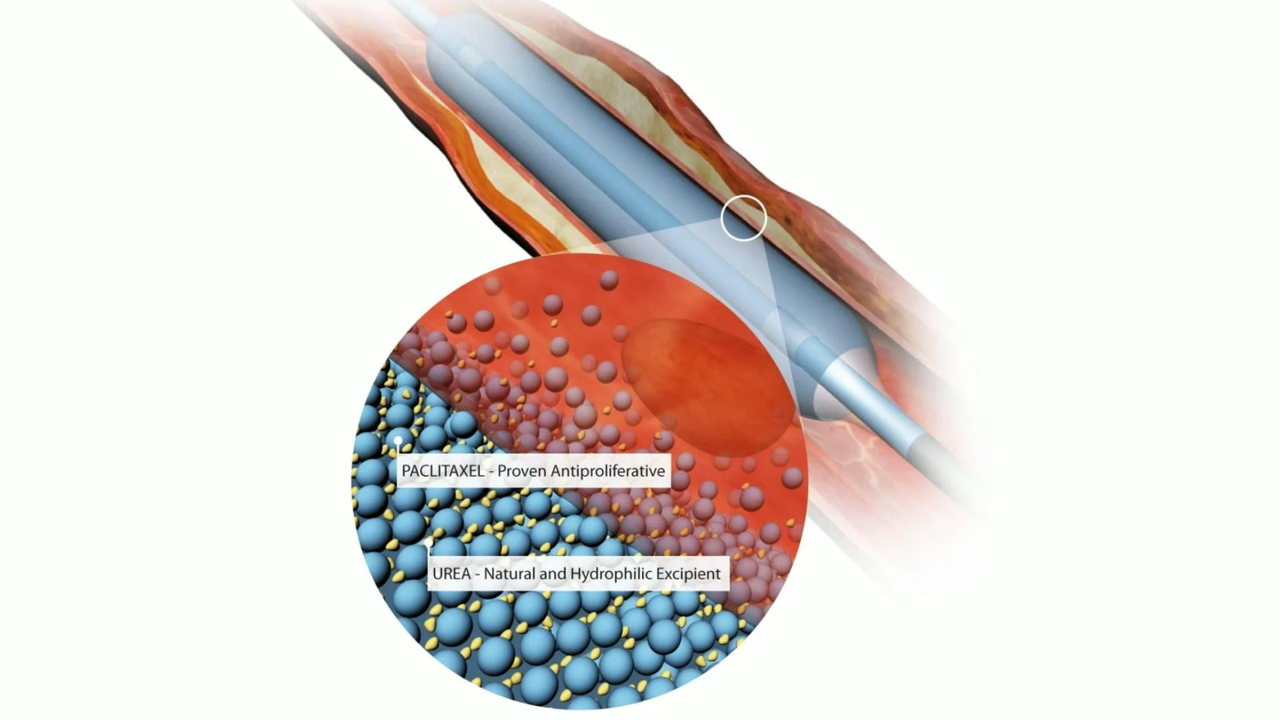 PACLITAXEL - Proven Antiproliferative
UREA - Natural and Hydrophilic Excipient